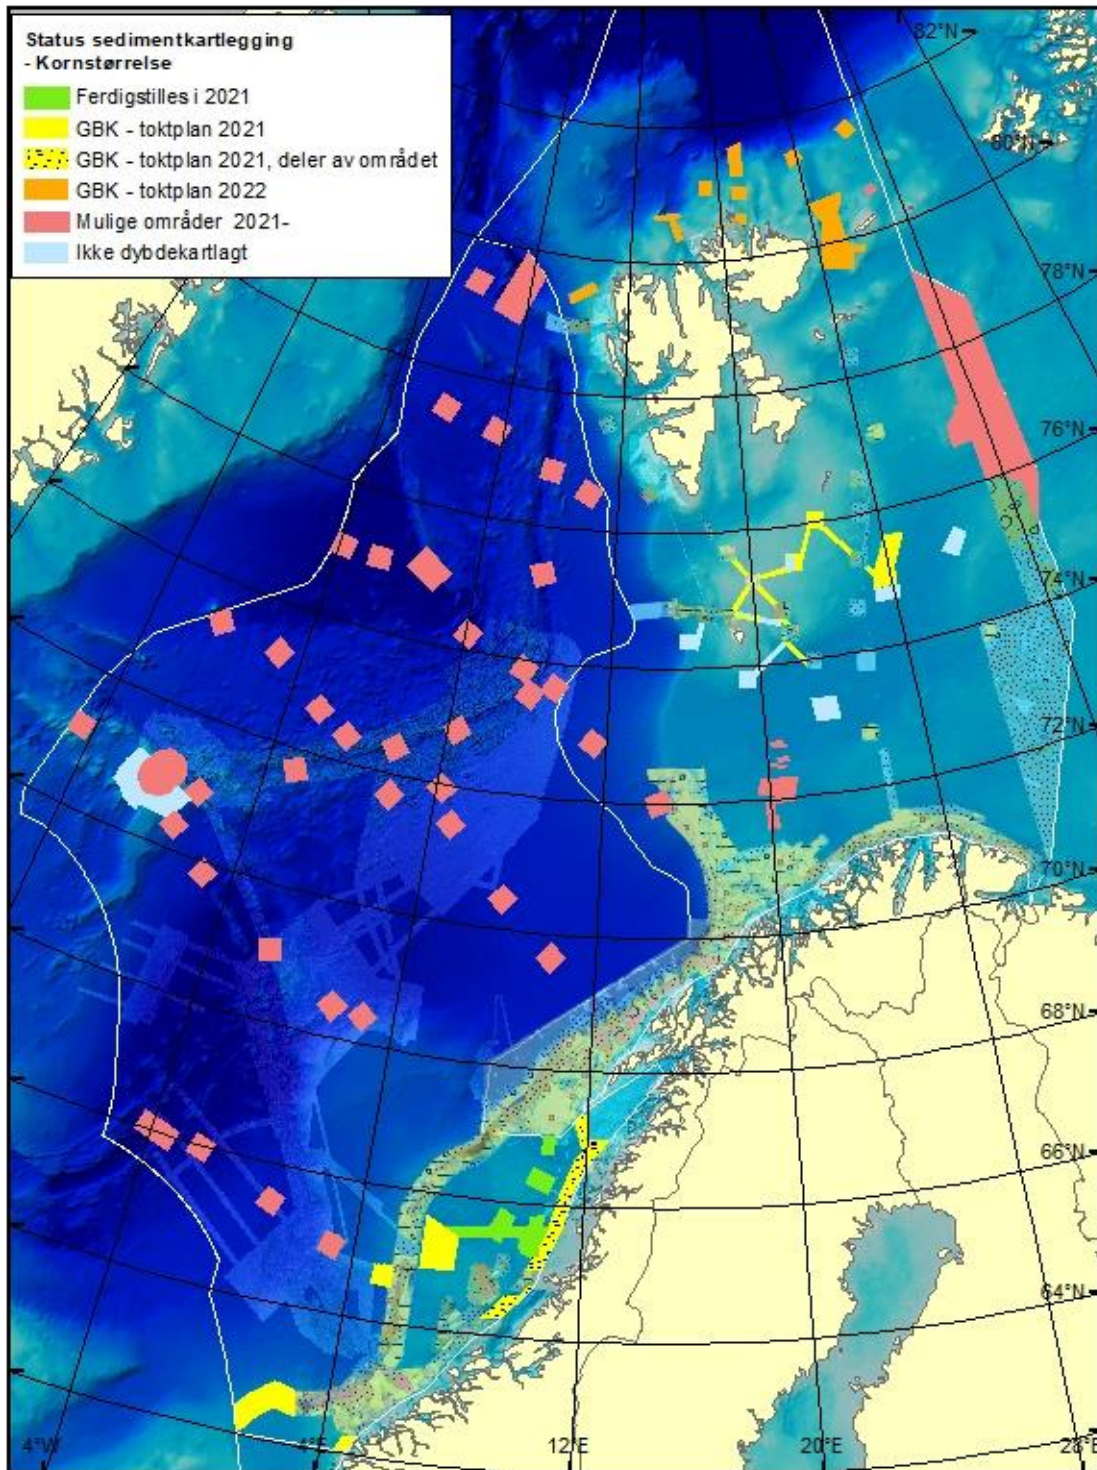 Status sedimentkartlegging
- Kornstørrelse
Ferdigstilles i 2021
GBK - toktplan 2021
GBK - toktplan 2021, deler av området
GBK - toktplan 2022
Mulige områder 2021-
Ikke dybdekartlagt
82°N
80°N
78°N
76°N
74°N
72°N
70°N
68°N
66°N
64°N
4°W
4°E
12°E
20°E
28°E